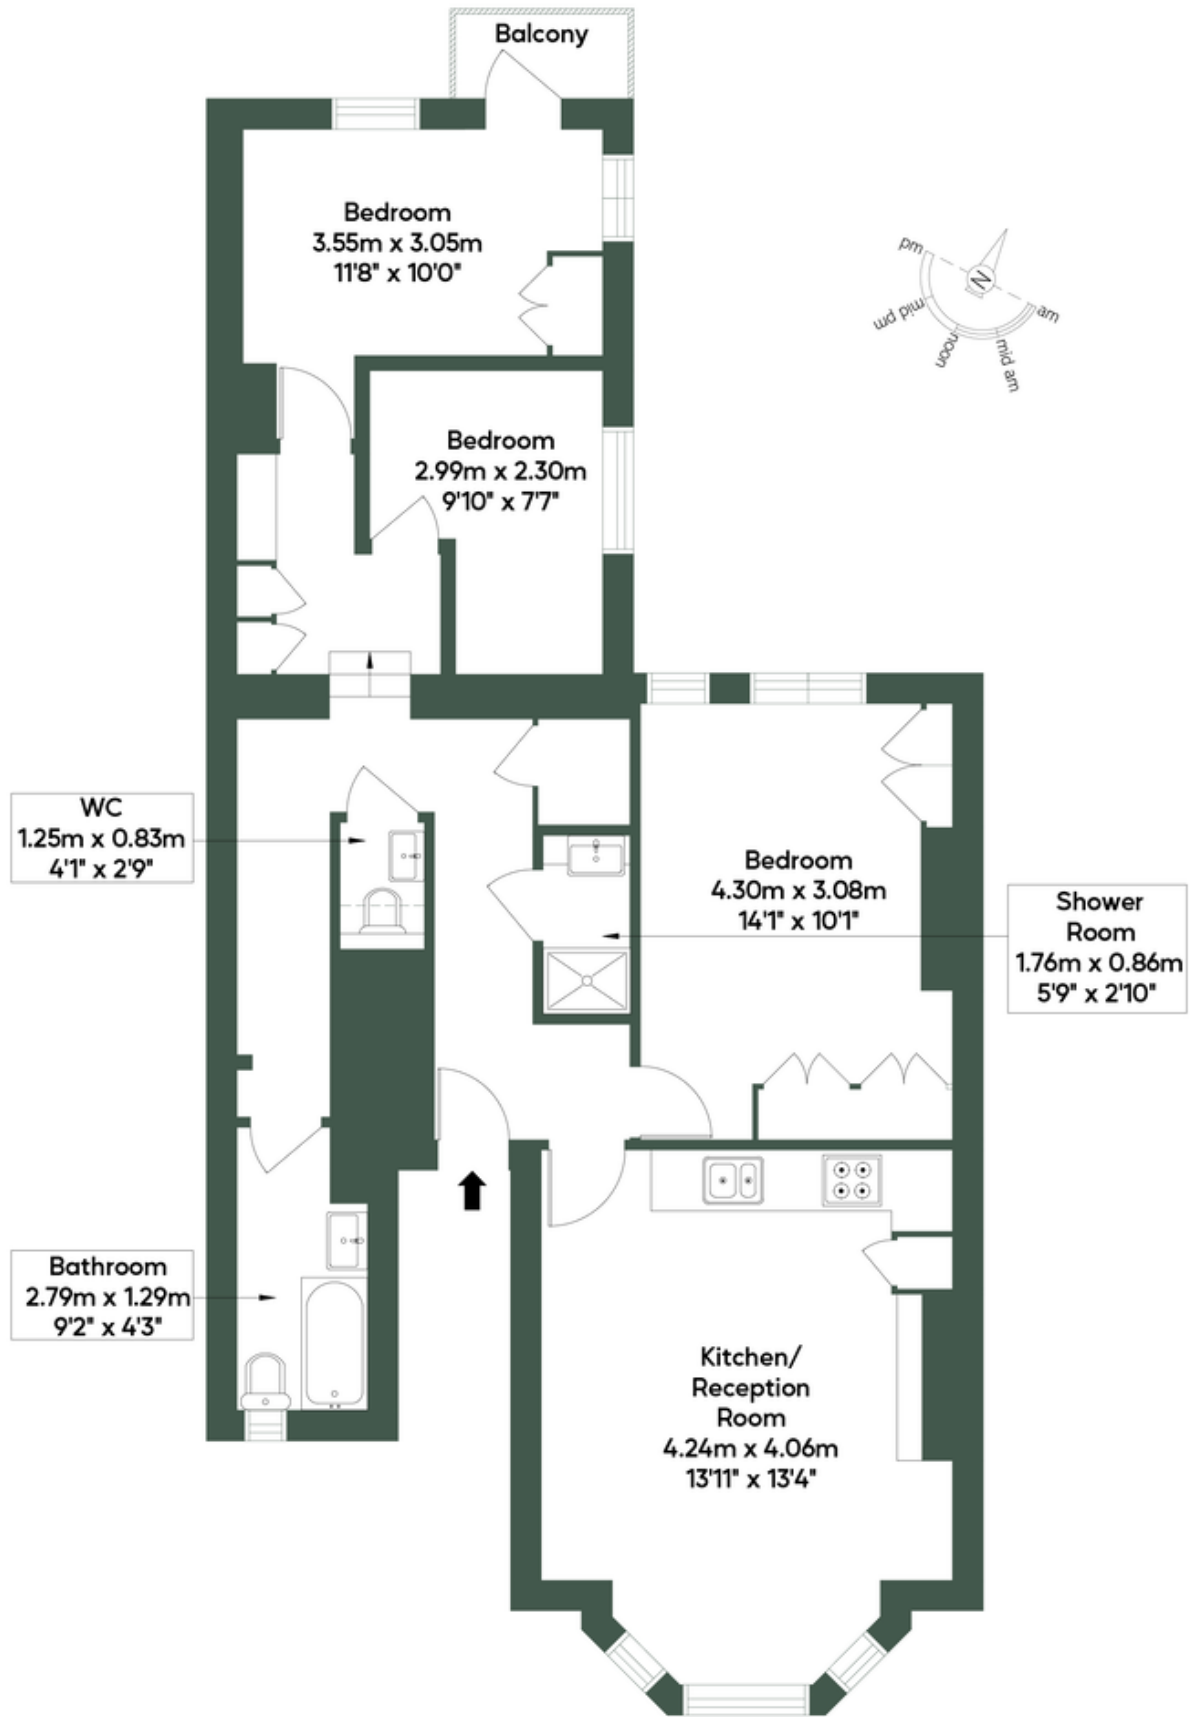 Balcony
Bedroom
3.55m x 3.05m
11'8" x 10'0"
pm
mid pm
noon
mid am
am
N
Bedroom
2.99m x 2.30m
9'10" x 7'7"
WC
1.25m x 0.83m
4'1" x 2'9"
Bedroom
4.30m x 3.08m
14'1" x 10'1"
Shower
Room
1.76m x 0.86m
5'9" x 2'10"
Bathroom
2.79m x 1.29m
9'2" x 4'3"
Kitchen/
Reception
Room
4.24m x 4.06m
13'11" x 13'4"